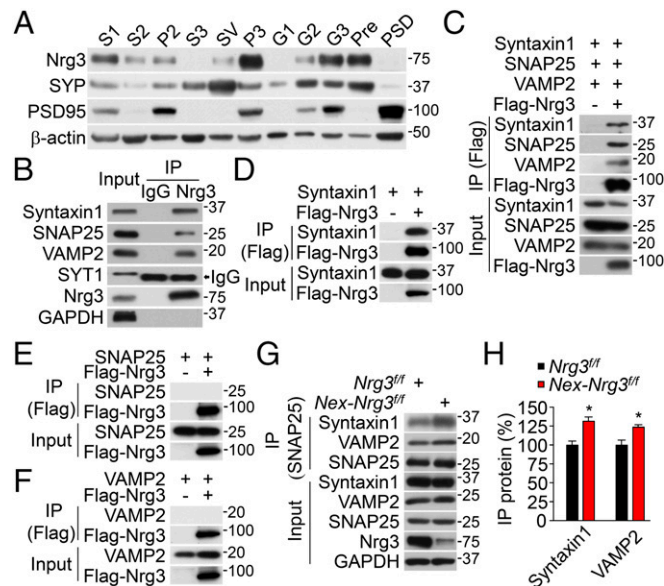 A
S1 S2 P2 S3 SV P3 G1 G2 G3 Pre PSD
Nrg3 -75
SYP -37
PSD95 -100
β-actin -50
B
Input IP
IgG Nrg3
Syntaxin1 -37
SNAP25 -25
VAMP2 -20
SYT1 IgG
Nrg3 -75
GAPDH -37
C
Syntaxin1 + +
SNAP25 + +
VAMP2 + +
Flag-Nrg3 - +
IP (Flag)
Syntaxin1 -37
SNAP25 -25
VAMP2 -20
Flag-Nrg3 -100
Input
Syntaxin1 -37
SNAP25 -25
VAMP2 -20
Flag-Nrg3 -100
D
Syntaxin1 + +
Flag-Nrg3 - +
IP (Flag)
Syntaxin1 -37
Flag-Nrg3 -100
Input
Syntaxin1 -37
Flag-Nrg3 -100
E
SNAP25 + +
Flag-Nrg3 - +
IP (Flag)
SNAP25 -25
Flag-Nrg3 -100
Input
SNAP25 -25
Flag-Nrg3 -100
F
VAMP2 + +
Flag-Nrg3 - +
IP (Flag)
VAMP2 -20
Flag-Nrg3 -100
Input
VAMP2 -20
Flag-Nrg3 -100
G
Nrg3f/f +
Nex-Nrg3f/f +
IP (SNAP25)
Syntaxin1 -37
VAMP2 -20
SNAP25 -25
Input
Syntaxin1 -37
VAMP2 -25
SNAP25 -25
Nrg3 -75
GAPDH -37
H
Nrg3f/f
Nex-Nrg3f/f
IP protein (%)
125
100
75
50
25
0
* *
Syntaxin1
VAMP2